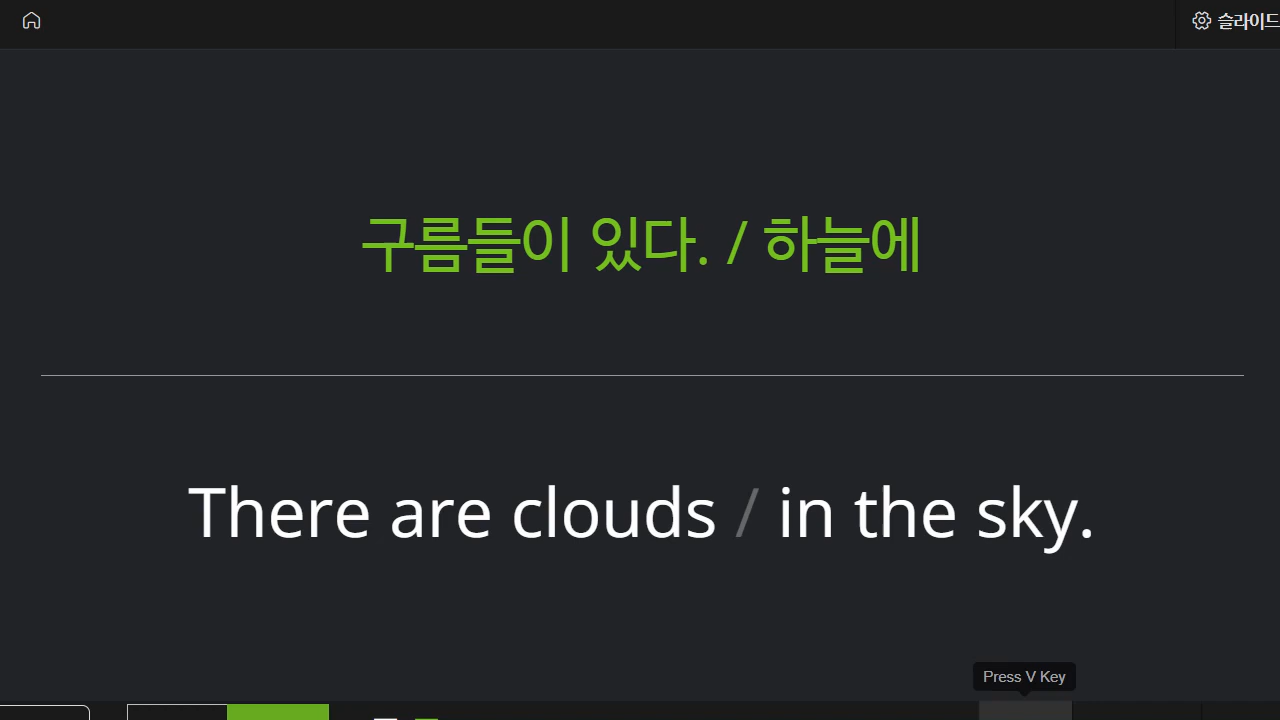 슬라이드
구름들이 있다. / 하늘에
There are clouds / in the sky.
Press V Key